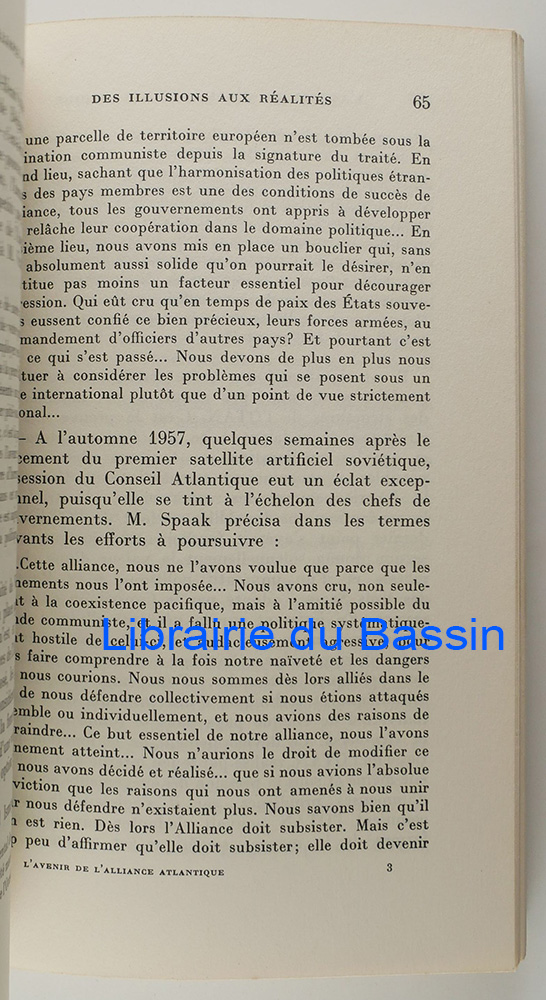 DES ILLUSIONS AUX RÉALITÉS 65
une parcelle de territoire européen n'est tombée sous la
ination communiste depuis la signature du traité. En
nd lieu, sachant que l'harmonisation des politiques étran-
s des pays membres est une des conditions de succès de
iance, tous les gouvernements ont appris à développer
relâche leur coopération dans le domaine politique... En
ième lieu, nous avons mis en place un bouclier qui, sans
absolument aussi solide qu'on pourrait le désirer, n'en
titue pas moins un facteur essentiel pour décourager
ession. Qui eût cru qu'en temps de paix des États souve-
s eussent confié ce bien précieux, leurs forces armées, au
mandement d'officiers d'autres pays? Et pourtant c'est
ce qui s'est passé... Nous devons de plus en plus nous
tuer à considérer les problèmes qui se posent sous un
e international plutôt que d'un point de vue strictement
onal...
– A l'automne 1957, quelques semaines après le
cement du premier satellite artificiel soviétique,
session du Conseil Atlantique eut un éclat excep-
nel, puisqu'elle se tint à l'échelon des chefs de
vernements. M. Spaak précisa dans les termes
vants les efforts à poursuivre :
.Cette alliance, nous ne l'avons voulue que parce que les
nements nous l'ont imposée... Nous avons cru, non seule-
t à la coexistence pacifique, mais à l'amitié possible du
de communiste, et il a fallu une politique systématique-
t hostile de celui-ci, et audacieusement agressive pour
s faire comprendre à la fois notre naïveté et les dangers
nous courions. Nous nous sommes dès lors alliés dans le
de nous défendre collectivement si nous étions attaqués
emble ou individuellement, et nous avions des raisons de
raindre... Ce but essentiel de notre alliance, nous l'avons
nement atteint... Nous n'aurions le droit de modifier ce
nous avons décidé et réalisé... que si nous avions l'absolue
viction que les raisons qui nous ont amenés à nous unir
r nous défendre n'existaient plus. Nous savons bien qu'il
n est rien. Dès lors l'Alliance doit subsister. Mais c'est
p peu d'affirmer qu'elle doit subsister; elle doit devenir
L'AVENIR DE L'ALLIANCE ATLANTIQUE 3
Librairie du Bassin